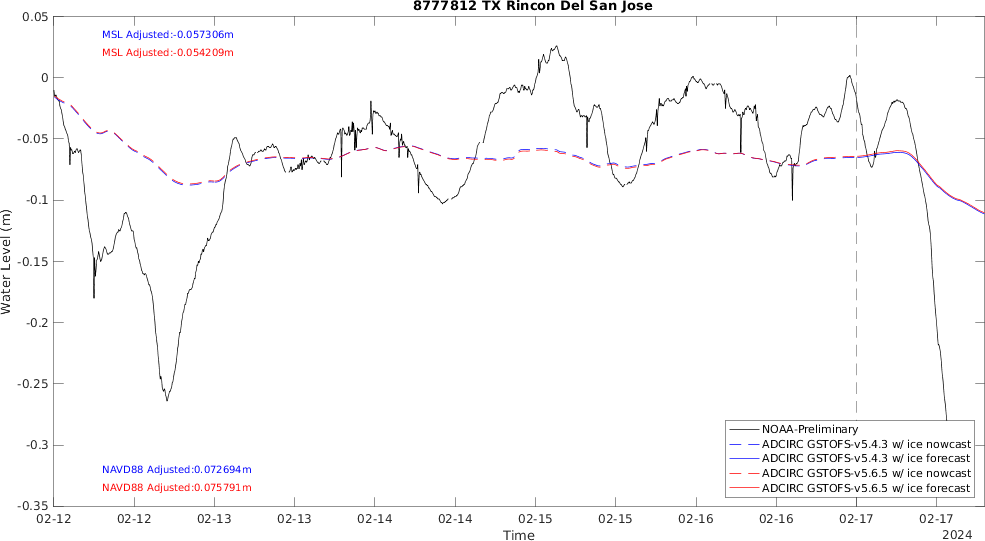 8777812 TX Rincon Del San Jose
MSL Adjusted:-0.057306m
MSL Adjusted:-0.054209m
Water Level (m)
0.05
0
-0.05
-0.1
-0.15
-0.2
-0.25
-0.3
-0.35
NAVD88 Adjusted:0.072694m
NAVD88 Adjusted:0.075791m
NOAA-Preliminary
ADCIRC GSTOFS-v5.4.3 w/ ice nowcast
ADCIRC GSTOFS-v5.4.3 w/ ice forecast
ADCIRC GSTOFS-v5.6.5 w/ ice nowcast
ADCIRC GSTOFS-v5.6.5 w/ ice forecast
02-12 02-12 02-13 02-13 02-14 02-14 02-15 02-15 02-16 02-16 02-17 02-17
Time
2024